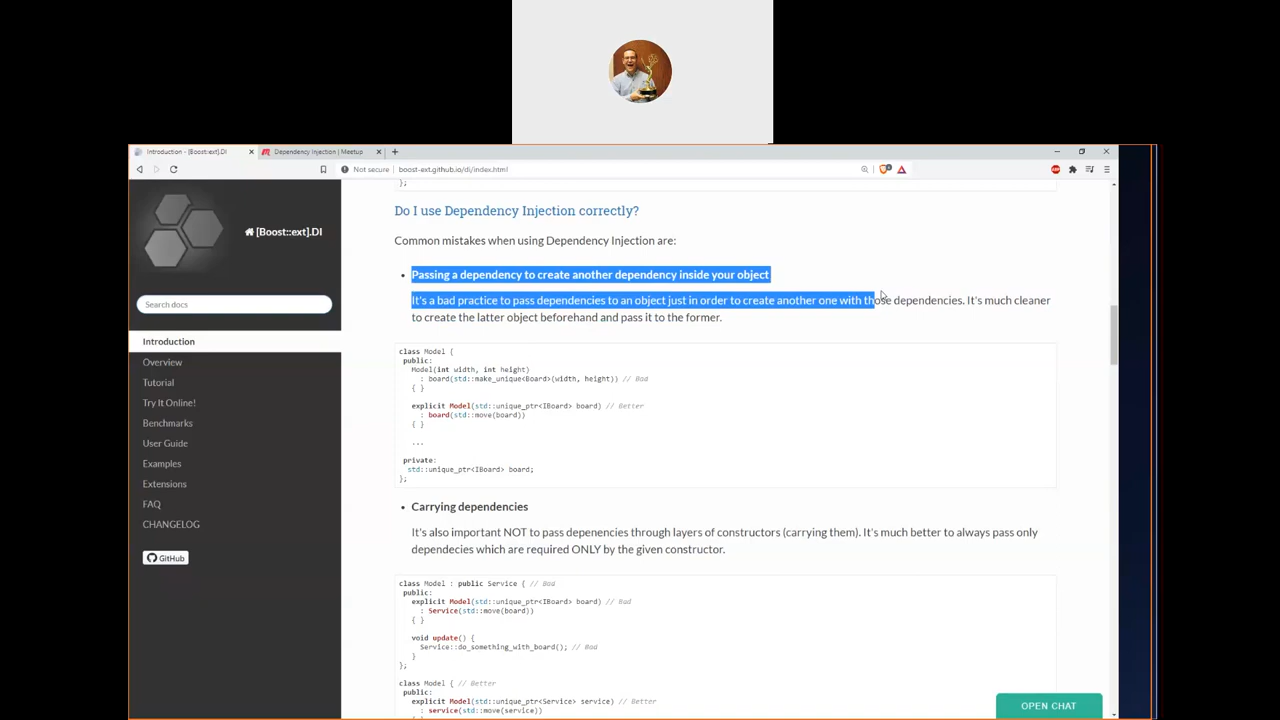 Introduction - [Boost::ext].DI
Dependency Injection | Meetup
Not secure
boost-ext.github.io/di/index.html
[Boost::ext].DI
Search docs
Introduction
Overview
Tutorial
Try It Online!
Benchmarks
User Guide
Examples
Extensions
FAQ
CHANGELOG
GitHub
};
Do I use Dependency Injection correctly?
Common mistakes when using Dependency Injection are:
• Passing a dependency to create another dependency inside your object
It's a bad practice to pass dependencies to an object just in order to create another one with those dependencies. It's much cleaner
to create the latter object beforehand and pass it to the former.
class Model {
public:
Model(int width, int height)
: board(std::make_unique<Board>(width, height)) // Bad
{ }
explicit Model(std::unique_ptr<IBoard> board) // Better
: board(std::move(board))
{ }
...
private:
std::unique_ptr<IBoard> board;
};
• Carrying dependencies
It's also important NOT to pass depenencies through layers of constructors (carrying them). It's much better to always pass only
dependecies which are required ONLY by the given constructor.
class Model : public Service { // Bad
public:
explicit Model(std::unique_ptr<IBoard> board) // Bad
: Service(std::move(board))
{ }
void update() {
Service::do_something_with_board(); // Bad
}
};
class Model { // Better
public:
explicit Model(std::unique_ptr<Service> service) // Better
: service(std::move(service))
OPEN CHAT